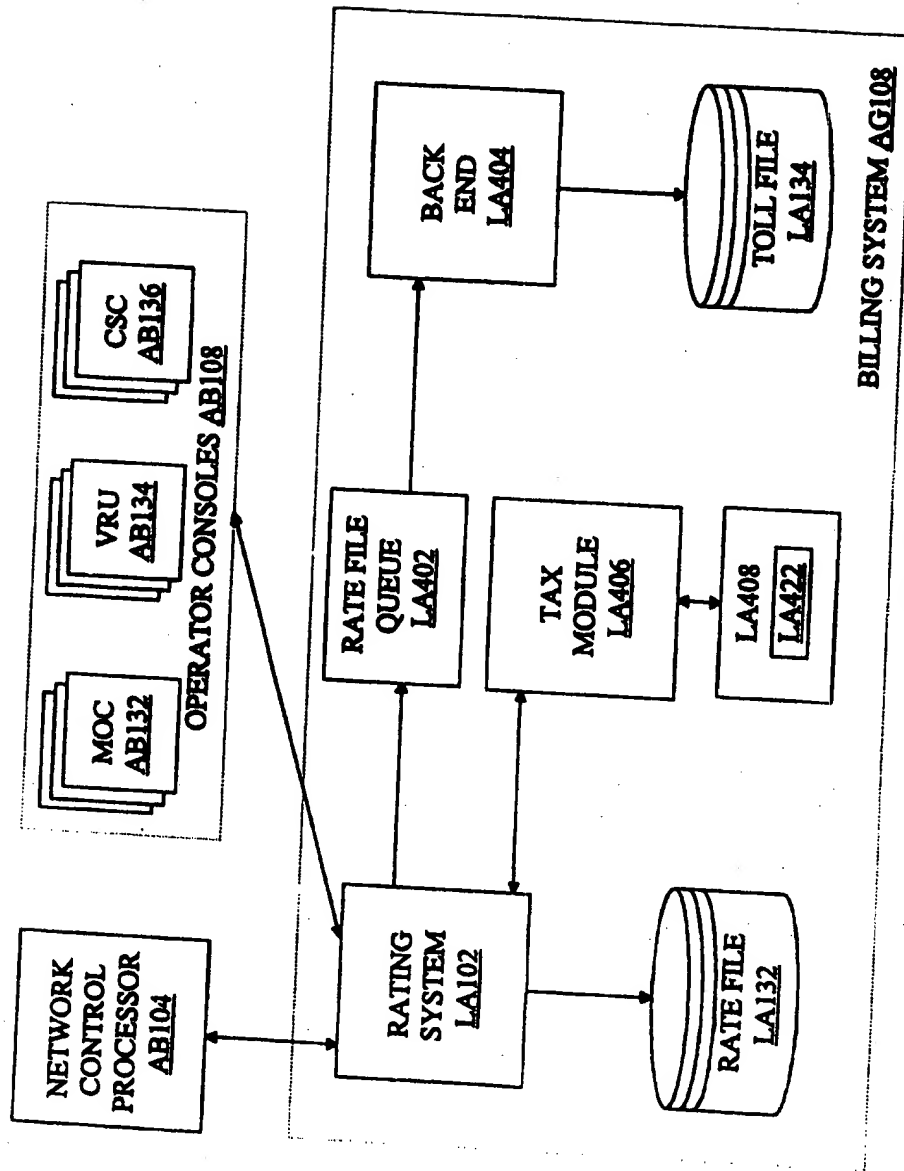 NETWORK
CONTROL
PROCESSOR
AB104
MOC
AB132
VRU
AB134
CSC
AB136
OPERATOR CONSOLES AB108
RATING
SYSTEM
LA102
RATE FILE
QUEUE
LA402
BACK
END
LA404
TAX
MODULE
LA406
LA408
LA422
RATE FILE
LA132
TOLL FILE
LA134
BILLING SYSTEM AG108